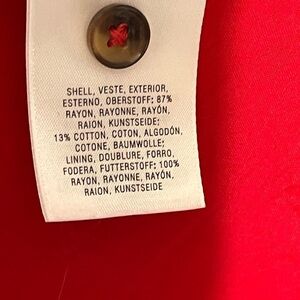 SHELL, VESTE, EXTERIOR,
ESTERNO, OBERSTOFF; 87%
RAYON, RAYONNE, RAYÓN,
RAION, KUNSTSEIDE;
13% COTTON, COTON, ALGODÓN,
COTONE, BAUMWOLLE;
LINING, DOUBLURE, FORRO,
FODERA, FUTTERSTOFF; 100%
RAYON, RAYONNE, RAYÓN,
RAION, KUNSTSEIDE